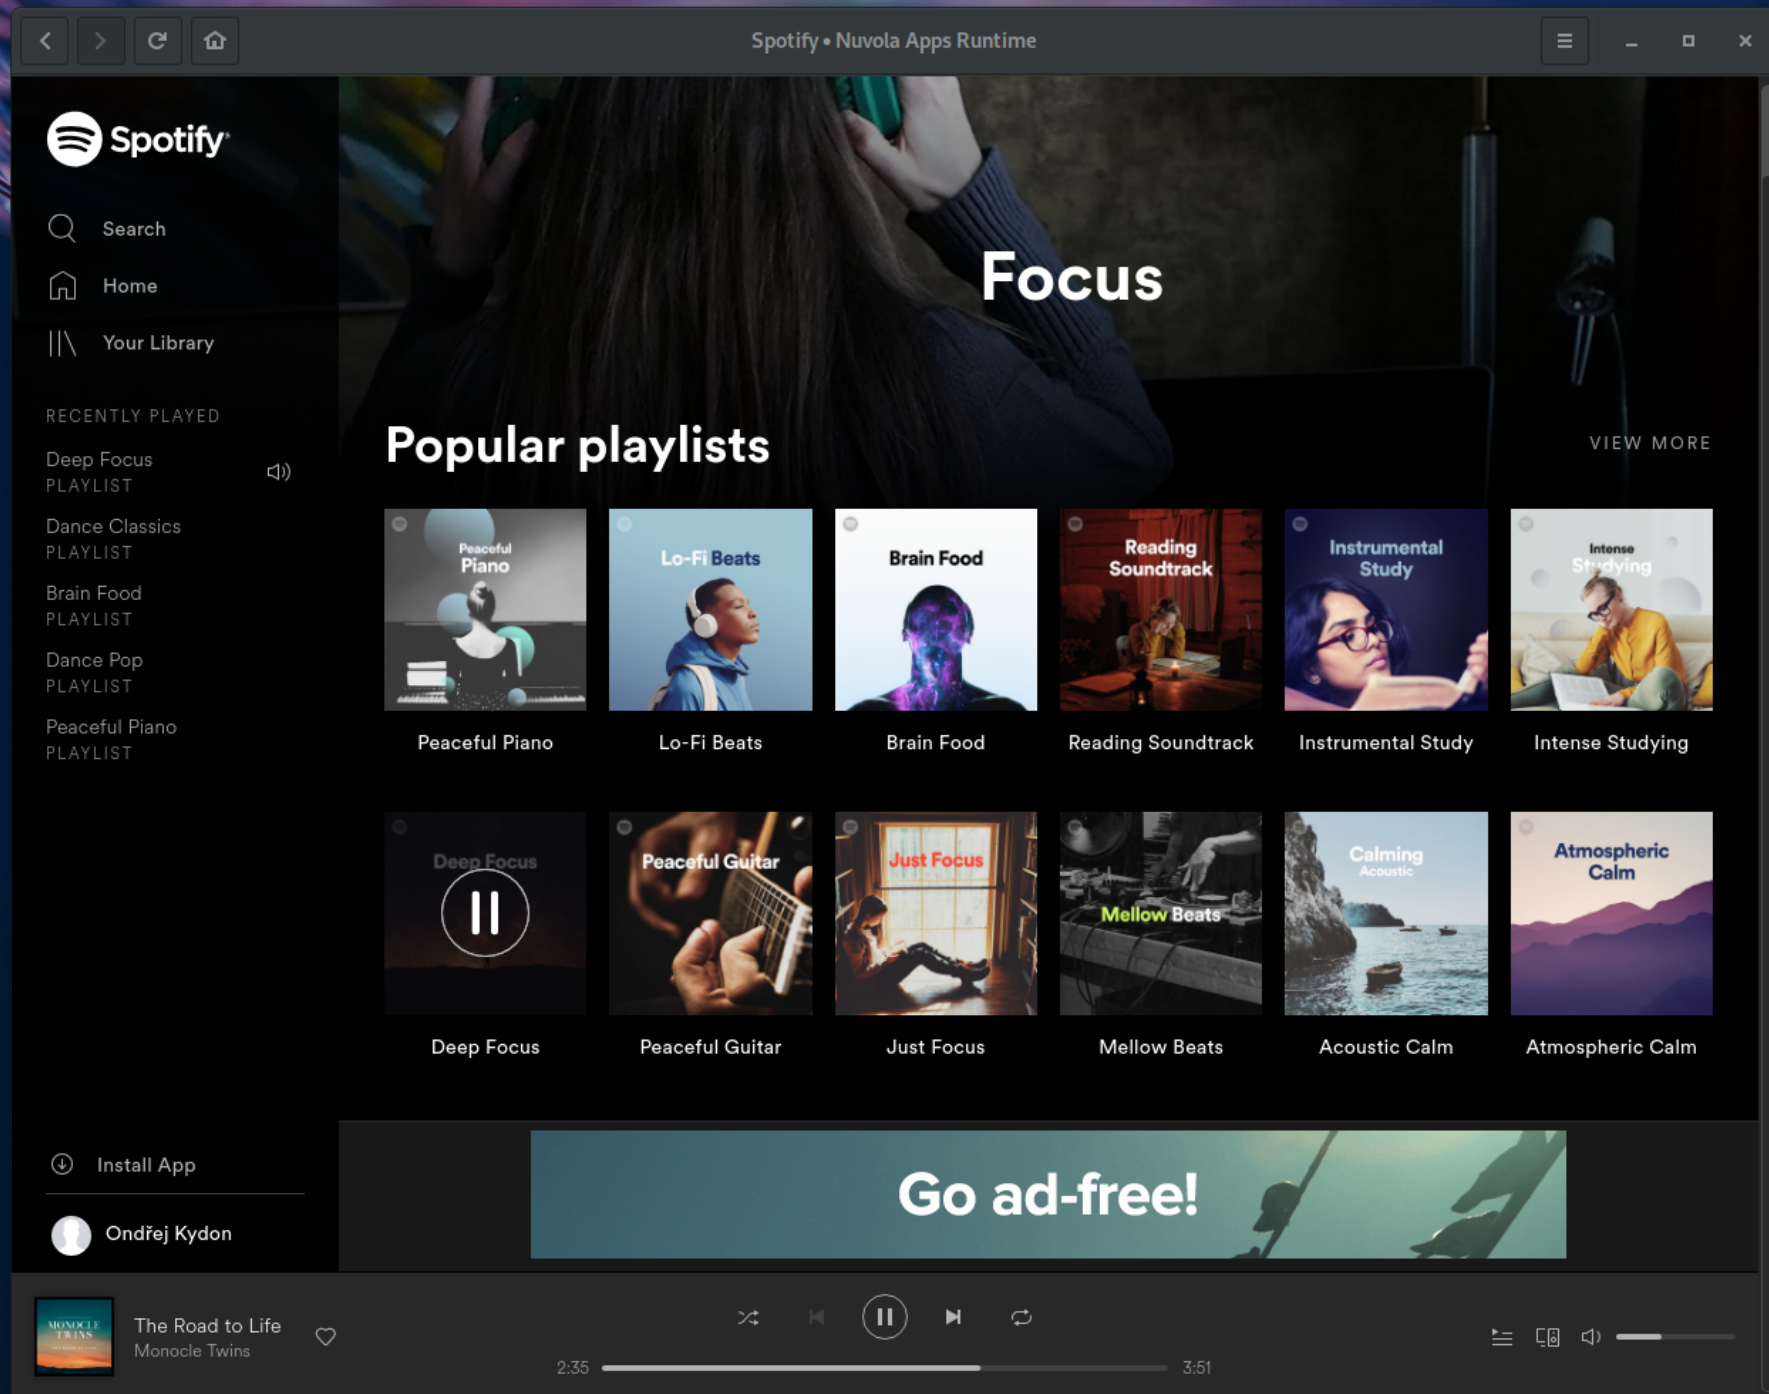 Spotify • Nuvola Apps Runtime
Spotify
Search
Home
Your Library
RECENTLY PLAYED
Deep Focus
PLAYLIST
Dance Classics
PLAYLIST
Brain Food
PLAYLIST
Dance Pop
PLAYLIST
Peaceful Piano
PLAYLIST
Install App
Ondřej Kydon
Focus
Popular playlists
VIEW MORE
Peaceful
Piano
Lo-Fi Beats
Brain Food
Reading
Soundtrack
Instrumental
Study
Intense
Studying
Peaceful Piano
Lo-Fi Beats
Brain Food
Reading Soundtrack
Instrumental Study
Intense Studying
Deep Focus
Peaceful Guitar
Just Focus
Mellow Beats
Calming
Acoustic
Atmospheric
Calm
Deep Focus
Peaceful Guitar
Just Focus
Mellow Beats
Acoustic Calm
Atmospheric Calm
Go ad-free!
MONOCLE
TWINS
The Road to Life
Monocle Twins
2:35
3:51